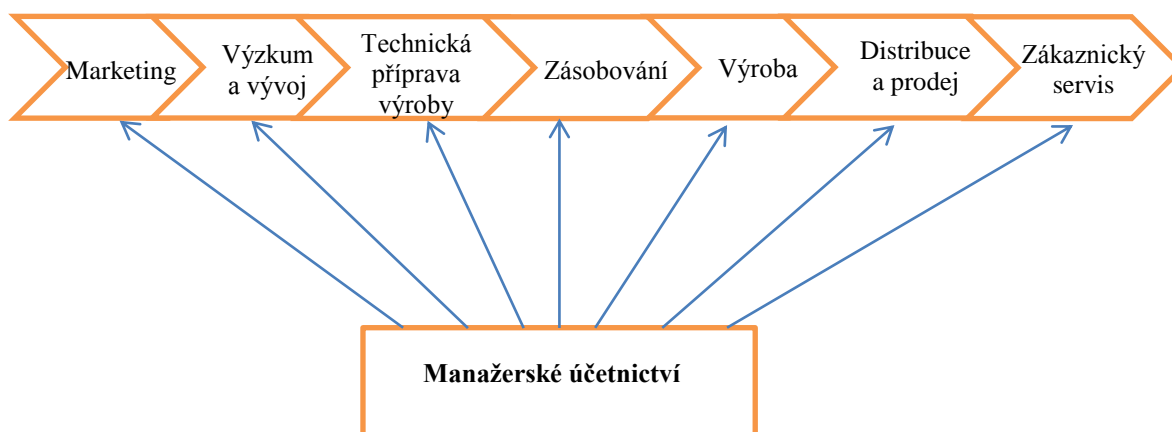 Marketing
Výzkum
a vývoj
Technická
příprava
výroby
Zásobování
Výroba
Distribuce
a prodej
Zákaznický
servis
Manažerské účetnictví